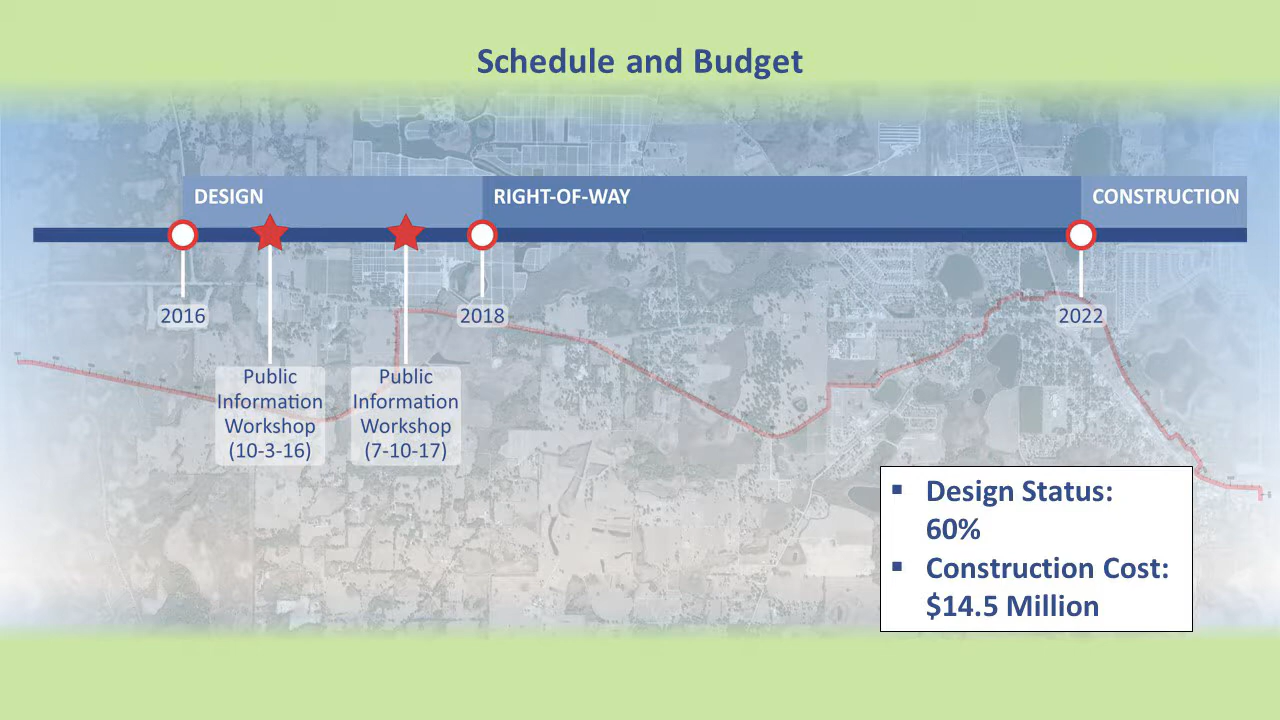 Schedule and Budget
DESIGN
RIGHT-OF-WAY
CONSTRUCTION
2016
2018
2022
Public
Information
Workshop
(10-3-16)
Public
Information
Workshop
(7-10-17)
▪ Design Status:
60%
▪ Construction Cost:
$14.5 Million